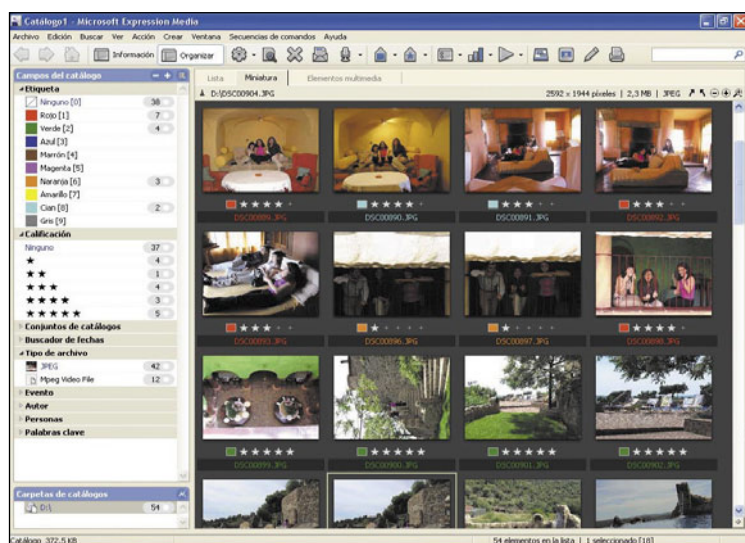 Catálogo1 - Microsoft Expression Media
Archivo Edición Buscar Ver Acción Crear Ventana Secuencias de comandos Ayuda
Información Organizar
Campos del catálogo
Lista Miniatura Elementos multimedia
D:\DSC00904.JPG 2592 x 1944 píxeles | 2,3 MB | JPEG
Etiqueta
Ninguno [0] 38
Rojo [1] 7
Verde [2] 4
Azul [3]
Marrón [4]
Magenta [5]
Naranja [6] 3
Amarillo [7]
Cian [8] 2
Gris [9]
Calificación
Ninguno 37
★ 4
★★ 1
★★★ 4
★★★★ 3
★★★★★ 5
Conjuntos de catálogos
Buscador de fechas
Tipo de archivo
JPEG 42
Mpeg Video File 12
Evento
Autor
Personas
Palabras clave
Carpetas de catálogos
D:\ 54
DSC00889.JPG DSC00890.JPG DSC00891.JPG DSC00892.JPG
DSC00893.JPG DSC00896.JPG DSC00897.JPG DSC00898.JPG
DSC00899.JPG DSC00900.JPG DSC00901.JPG DSC00902.JPG
Catálogo 372,5 KB 54 elementos en la lista | 1 seleccionado [18]